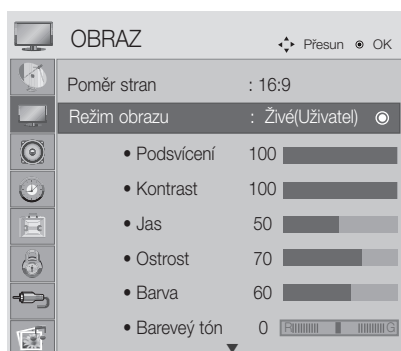 OBRAZ
Přesun OK
Poměr stran : 16:9
Režim obrazu : Živé(Uživatel)
• Podsvícení 100
• Kontrast 100
• Jas 50
• Ostrost 70
• Barva 60
• Bareveý tón 0 R G